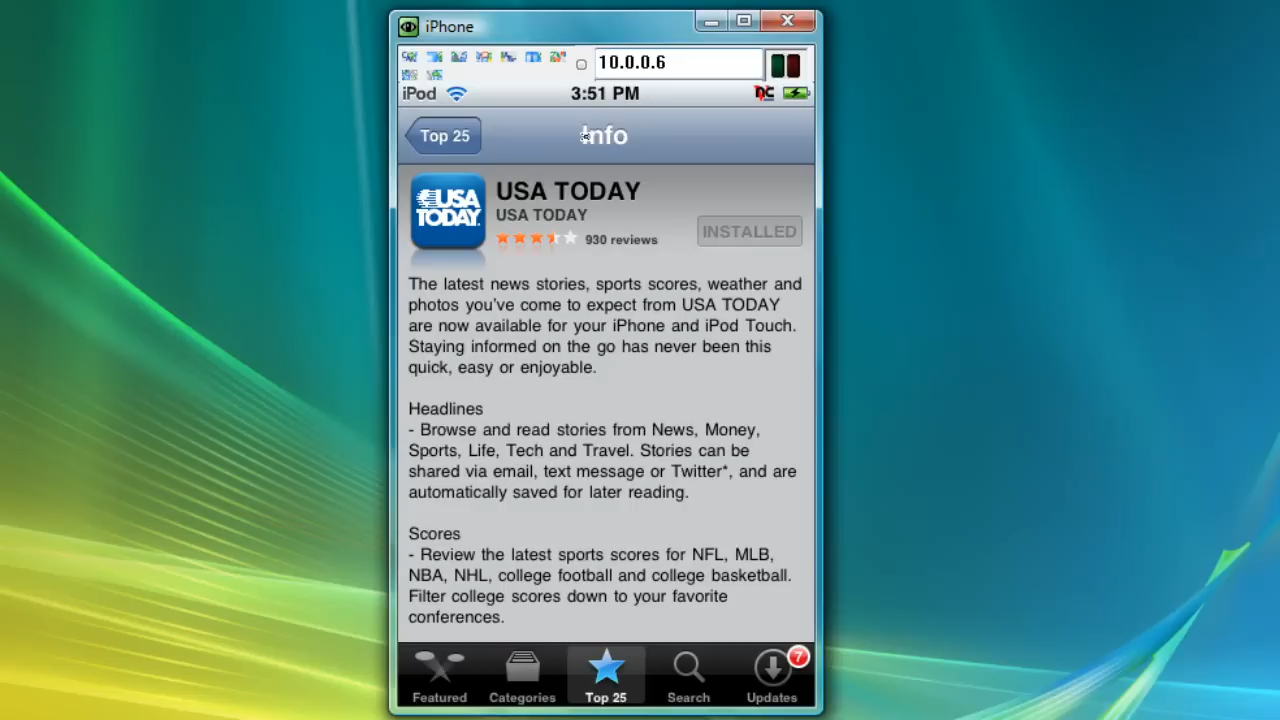 iPhone
10.0.0.6
iPod 3:51 PM
Top 25 Info
USA TODAY
USA TODAY.
USA TODAY
INSTALLED
930 reviews
The latest news stories, sports scores, weather and
photos you've come to expect from USA TODAY
are now available for your iPhone and iPod Touch.
Staying informed on the go has never been this
quick, easy or enjoyable.
Headlines
- Browse and read stories from News, Money,
Sports, Life, Tech and Travel. Stories can be
shared via email, text message or Twitter*, and are
automatically saved for later reading.
Scores
- Review the latest sports scores for NFL, MLB,
NBA, NHL, college football and college basketball.
Filter college scores down to your favorite
conferences.
7
Featured Categories Top 25 Search Updates